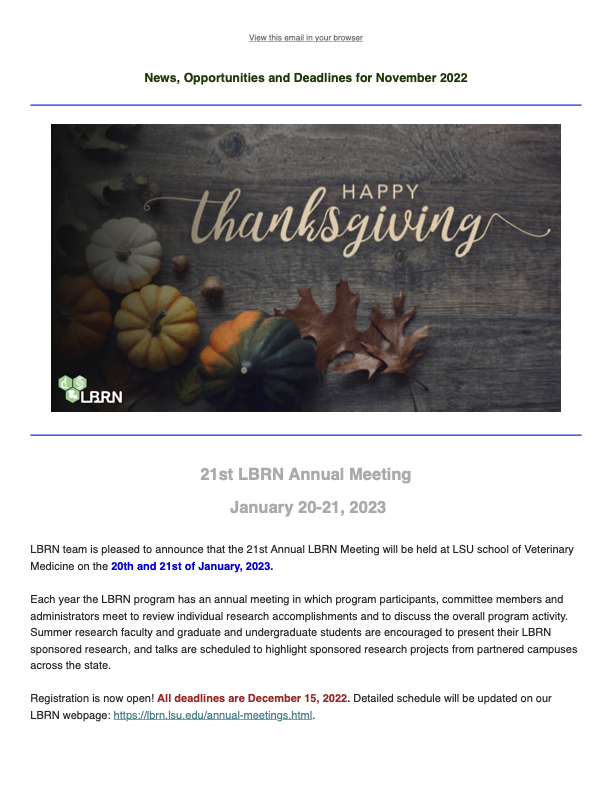 View this email in your browser
News, Opportunities and Deadlines for November 2022
HAPPY
thanksgiving
LBRN
21st LBRN Annual Meeting
January 20-21, 2023
LBRN team is pleased to announce that the 21st Annual LBRN Meeting will be held at LSU school of Veterinary
Medicine on the 20th and 21st of January, 2023.
Each year the LBRN program has an annual meeting in which program participants, committee members and
administrators meet to review individual research accomplishments and to discuss the overall program activity.
Summer research faculty and graduate and undergraduate students are encouraged to present their LBRN
sponsored research, and talks are scheduled to highlight sponsored research projects from partnered campuses
across the state.
Registration is now open! All deadlines are December 15, 2022. Detailed schedule will be updated on our
LBRN webpage: https://lbrn.lsu.edu/annual-meetings.html.